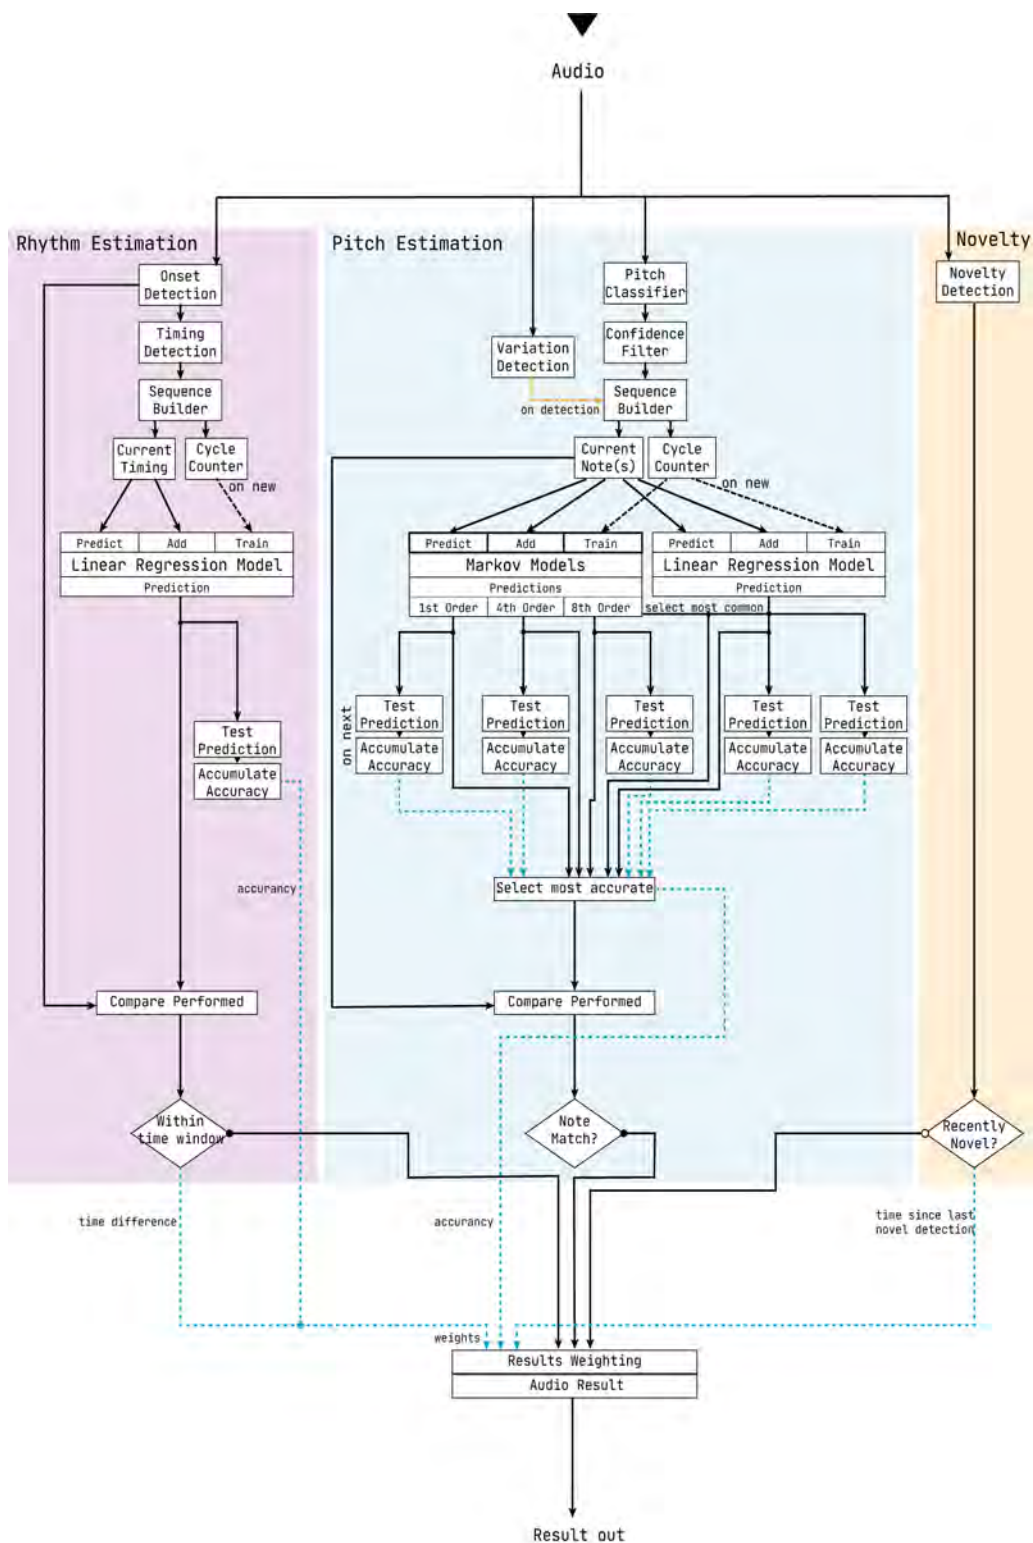 Audio
Rhythm Estimation
Pitch Estimation
Novelty
Onset
Detection
Pitch
Classifier
Novelty
Detection
Timing
Detection
Variation
Detection
Confidence
Filter
Sequence
Builder
on detection
Sequence
Builder
Current
Timing
Cycle
Counter
on new
Current
Note(s)
Cycle
Counter
on new
Predict
Add
Train
Linear Regression Model
Prediction
Predict
Add
Train
Markov Models
Predictions
1st Order
4th Order
8th Order
select most common
Predict
Add
Train
Linear Regression Model
Prediction
Test
Prediction
Accumulate
Accuracy
on next
Test
Prediction
Accumulate
Accuracy
Test
Prediction
Accumulate
Accuracy
Test
Prediction
Accumulate
Accuracy
Test
Prediction
Accumulate
Accuracy
Test
Prediction
Accumulate
Accuracy
accurancy
Select most accurate
Compare Performed
Compare Performed
Within
time window
Note
Match?
Recently
Novel?
time difference
accurancy
time since last
novel detection
weights
Results Weighting
Audio Result
Result out